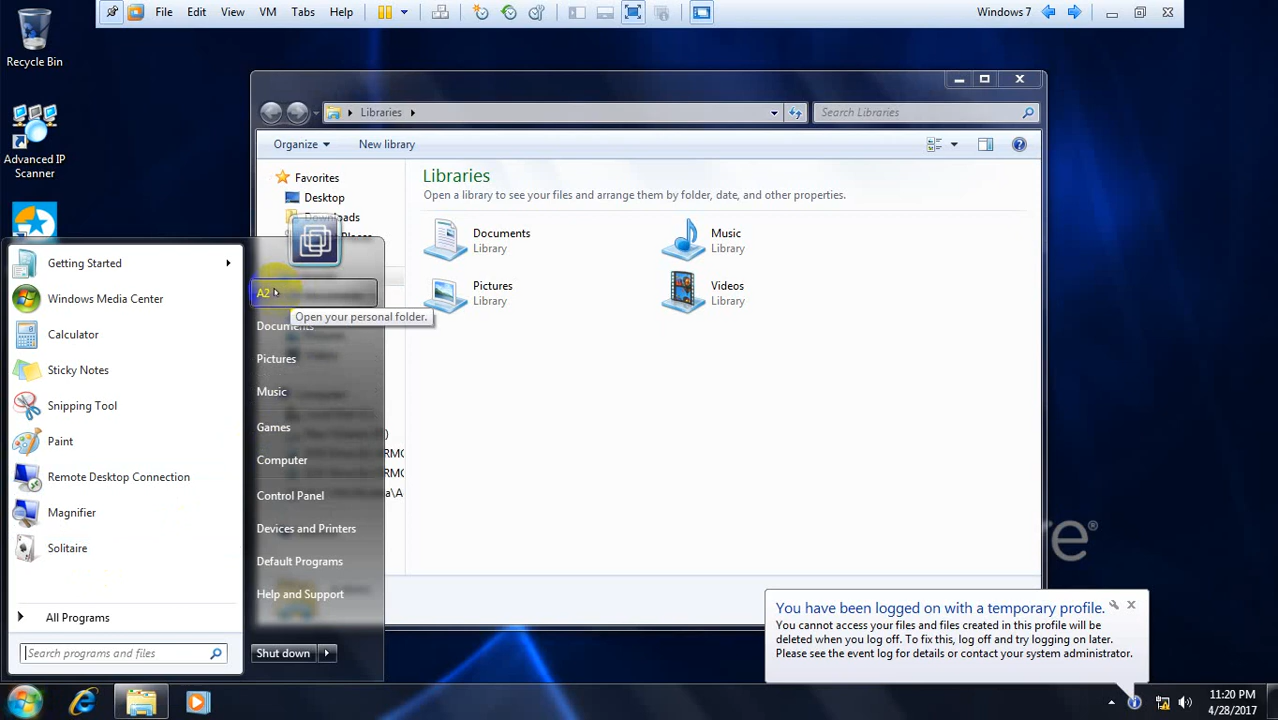 File Edit View VM Tabs Help
Windows 7
Recycle Bin
Advanced IP
Scanner
Libraries
Search Libraries
Organize
New library
Favorites
Desktop
Downloads
Libraries
Open a library to see your files and arrange them by folder, date, and other properties.
Documents
Library
Music
Library
Pictures
Library
Videos
Library
Getting Started
Windows Media Center
Calculator
Sticky Notes
Snipping Tool
Paint
Remote Desktop Connection
Magnifier
Solitaire
All Programs
Search programs and files
A2
Open your personal folder.
Documents
Pictures
Music
Games
Computer
Control Panel
Devices and Printers
Default Programs
Help and Support
Shut down
You have been logged on with a temporary profile.
You cannot access your files and files created in this profile will be
deleted when you log off. To fix this, log off and try logging on later.
Please see the event log for details or contact your system administrator.
re®
11:20 PM
4/28/2017